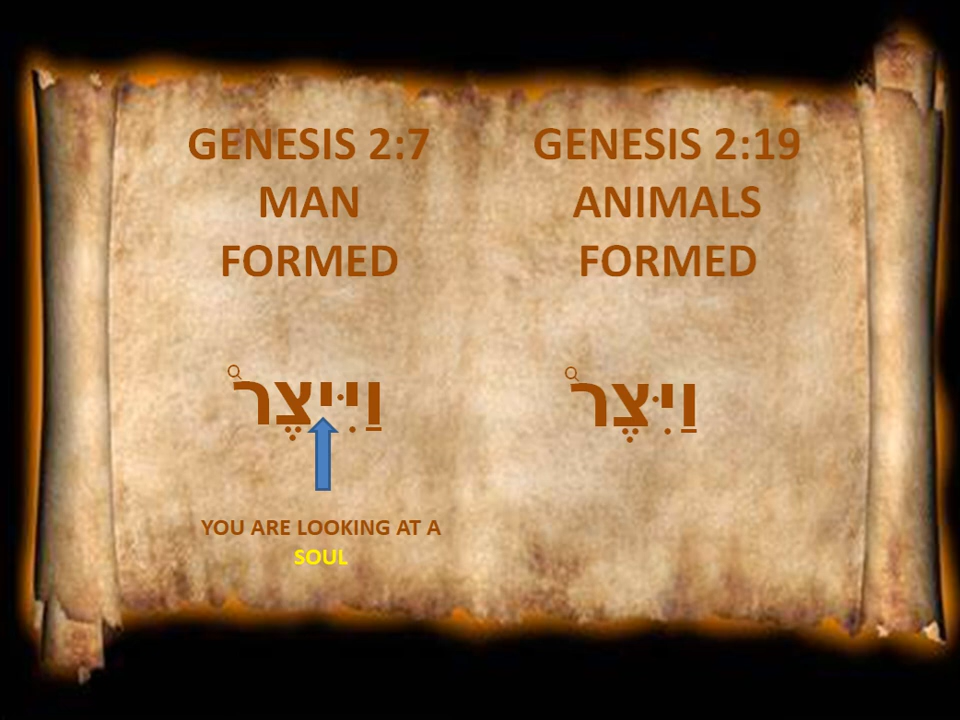 GENESIS 2:7
MAN
FORMED
וַיִּיצֶר֩
YOU ARE LOOKING AT A
SOUL
GENESIS 2:19
ANIMALS
FORMED
וַיִּצֶר֩